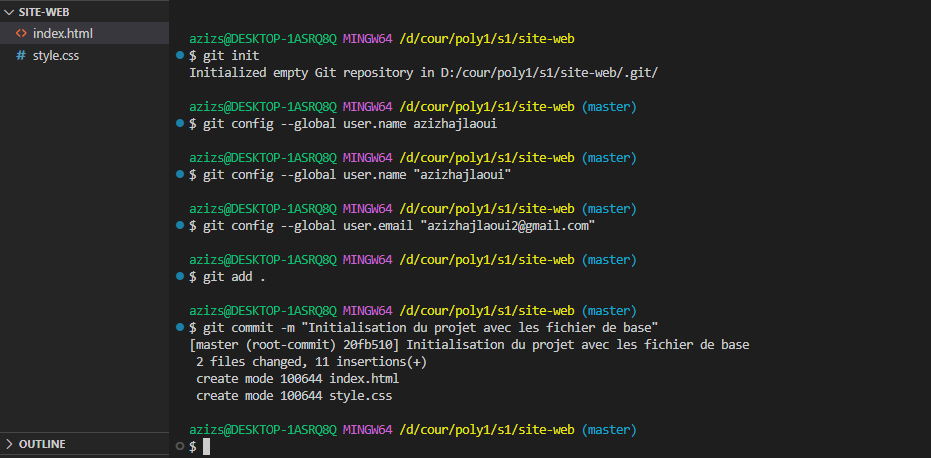 SITE-WEB
<> index.html
# style.css
azizs@DESKTOP-1ASRQ8Q MINGW64 /d/cour/poly1/s1/site-web
$ git init
Initialized empty Git repository in D:/cour/poly1/s1/site-web/.git/
azizs@DESKTOP-1ASRQ8Q MINGW64 /d/cour/poly1/s1/site-web (master)
$ git config --global user.name azizhajlaoui
azizs@DESKTOP-1ASRQ8Q MINGW64 /d/cour/poly1/s1/site-web (master)
$ git config --global user.name "azizhajlaoui"
azizs@DESKTOP-1ASRQ8Q MINGW64 /d/cour/poly1/s1/site-web (master)
$ git config --global user.email "azizhajlaoui2@gmail.com"
azizs@DESKTOP-1ASRQ8Q MINGW64 /d/cour/poly1/s1/site-web (master)
$ git add .
azizs@DESKTOP-1ASRQ8Q MINGW64 /d/cour/poly1/s1/site-web (master)
$ git commit -m "Initialisation du projet avec les fichier de base"
[master (root-commit) 20fb510] Initialisation du projet avec les fichier de base
2 files changed, 11 insertions(+)
create mode 100644 index.html
create mode 100644 style.css
azizs@DESKTOP-1ASRQ8Q MINGW64 /d/cour/poly1/s1/site-web (master)
$
OUTLINE